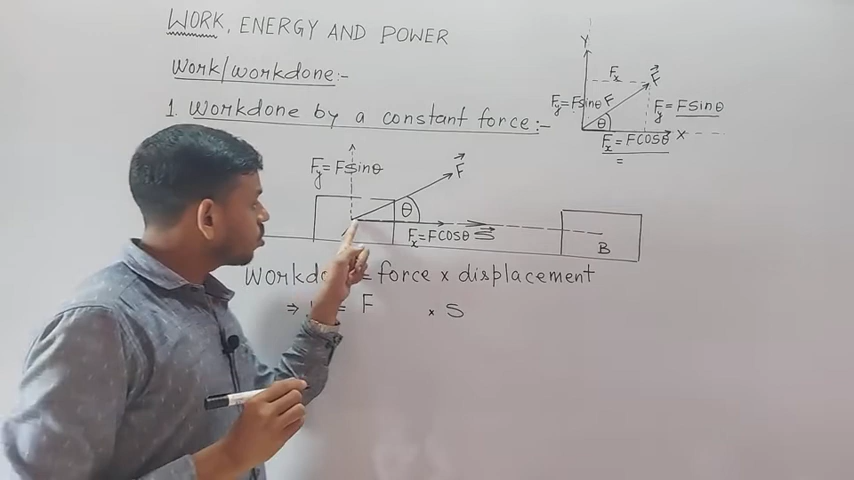 WORK, ENERGY AND POWER
Work/workdone:-
1. Workdone by a constant force:-
Y
Fx
F
Fy = Fsinθ
F
Fy = Fsinθ
θ
X
Fx = FCOSθ
=
Fy = Fsinθ
F
θ
Fx = FCOSθ
S
B
force x displacement
⇒
= F x S